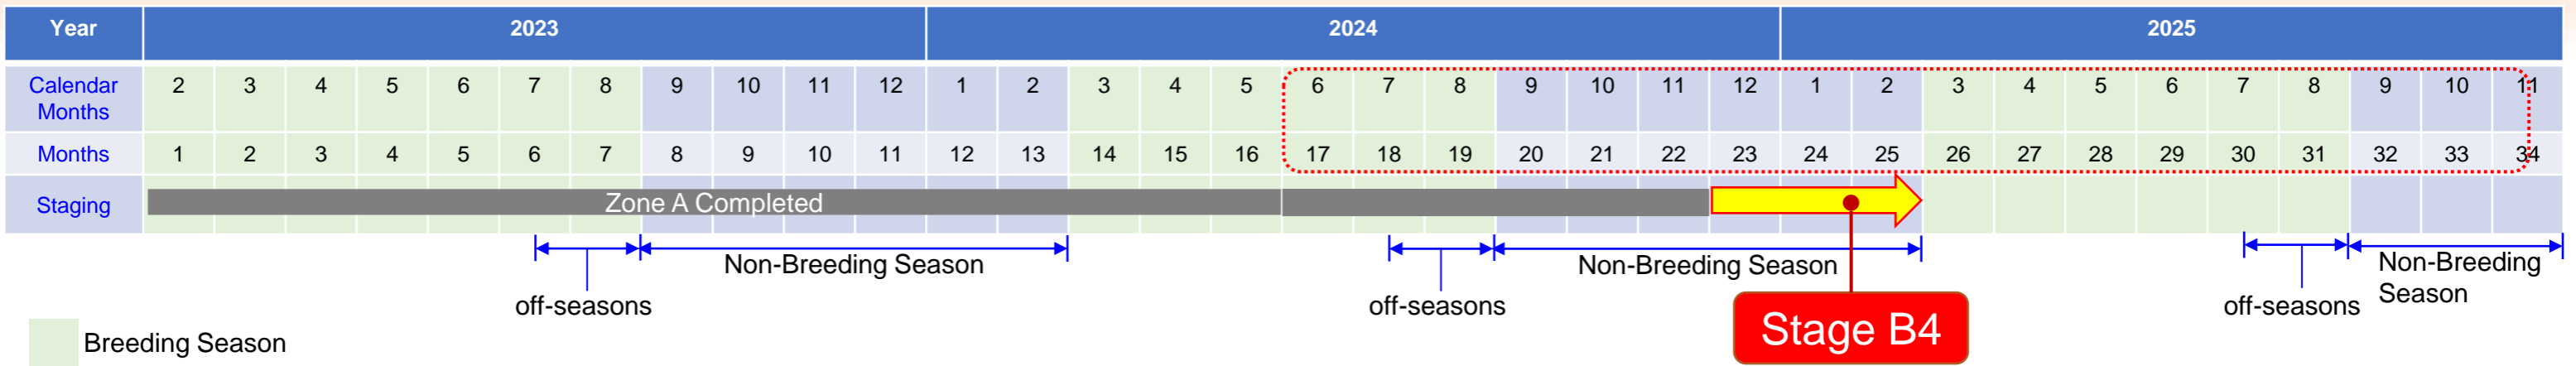 Year 2023 2024 2025
Calendar Months 2 3 4 5 6 7 8 9 10 11 12 1 2 3 4 5 6 7 8 9 10 11 12 1 2 3 4 5 6 7 8 9 10 11
Months 1 2 3 4 5 6 7 8 9 10 11 12 13 14 15 16 17 18 19 20 21 22 23 24 25 26 27 28 29 30 31 32 33 34
Staging Zone A Completed
Non-Breeding Season Non-Breeding Season Non-Breeding
Season
off-seasons off-seasons off-seasons
Stage B4
Breeding Season